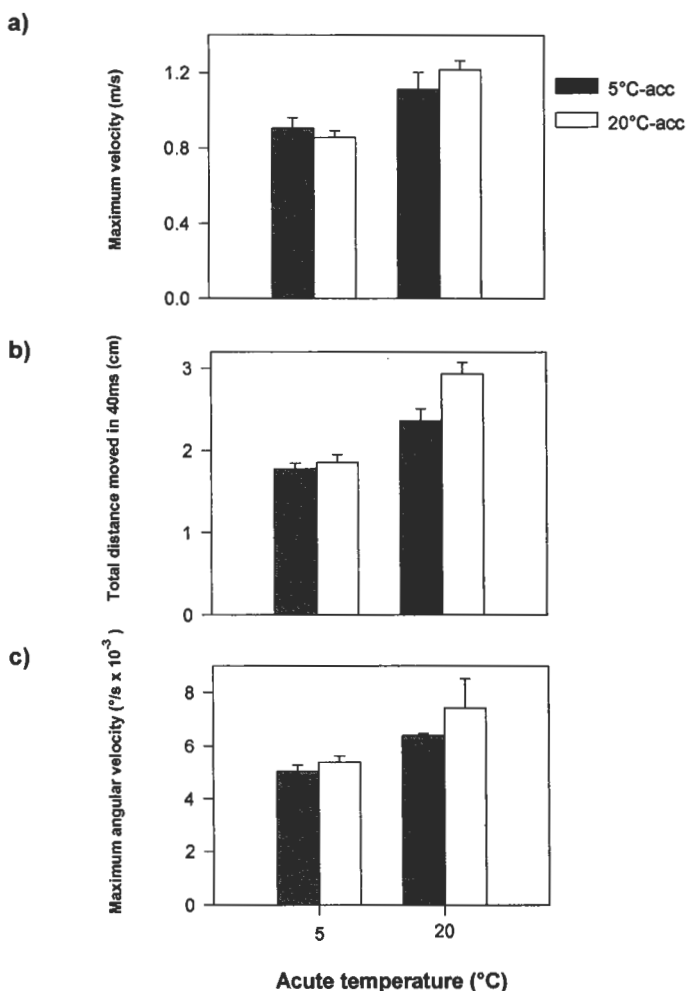 a)
Maximum velocity (m/s)
1.2
0.8
0.4
0.0
5°C-acc
20°C-acc
b)
Total distance moved in 40ms (cm)
3
2
1
0
c)
Maximum angular velocity (°/s x 10⁻³ )
8
6
4
2
0
5
20
Acute temperature (°C)